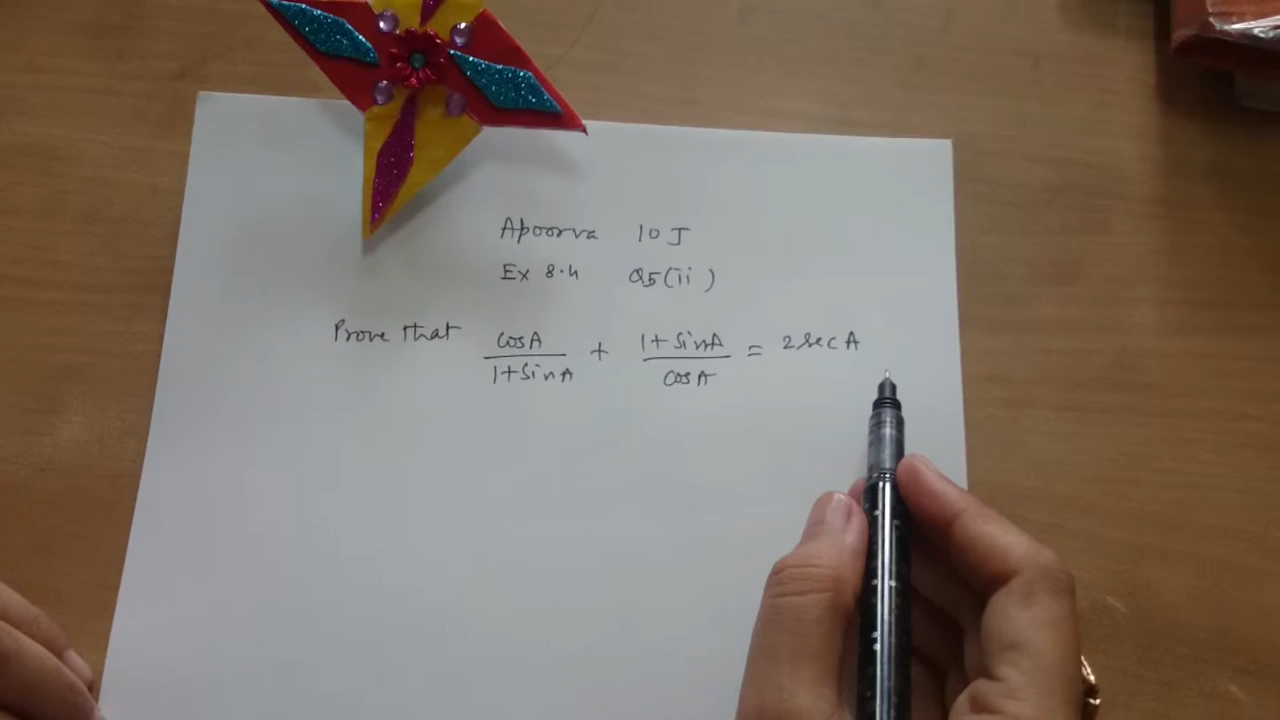 Apoorva 10 J
Ex 8.4 Q5(ii)
Prove that cosA/1+sinA + 1+sinA/cosA = 2secA